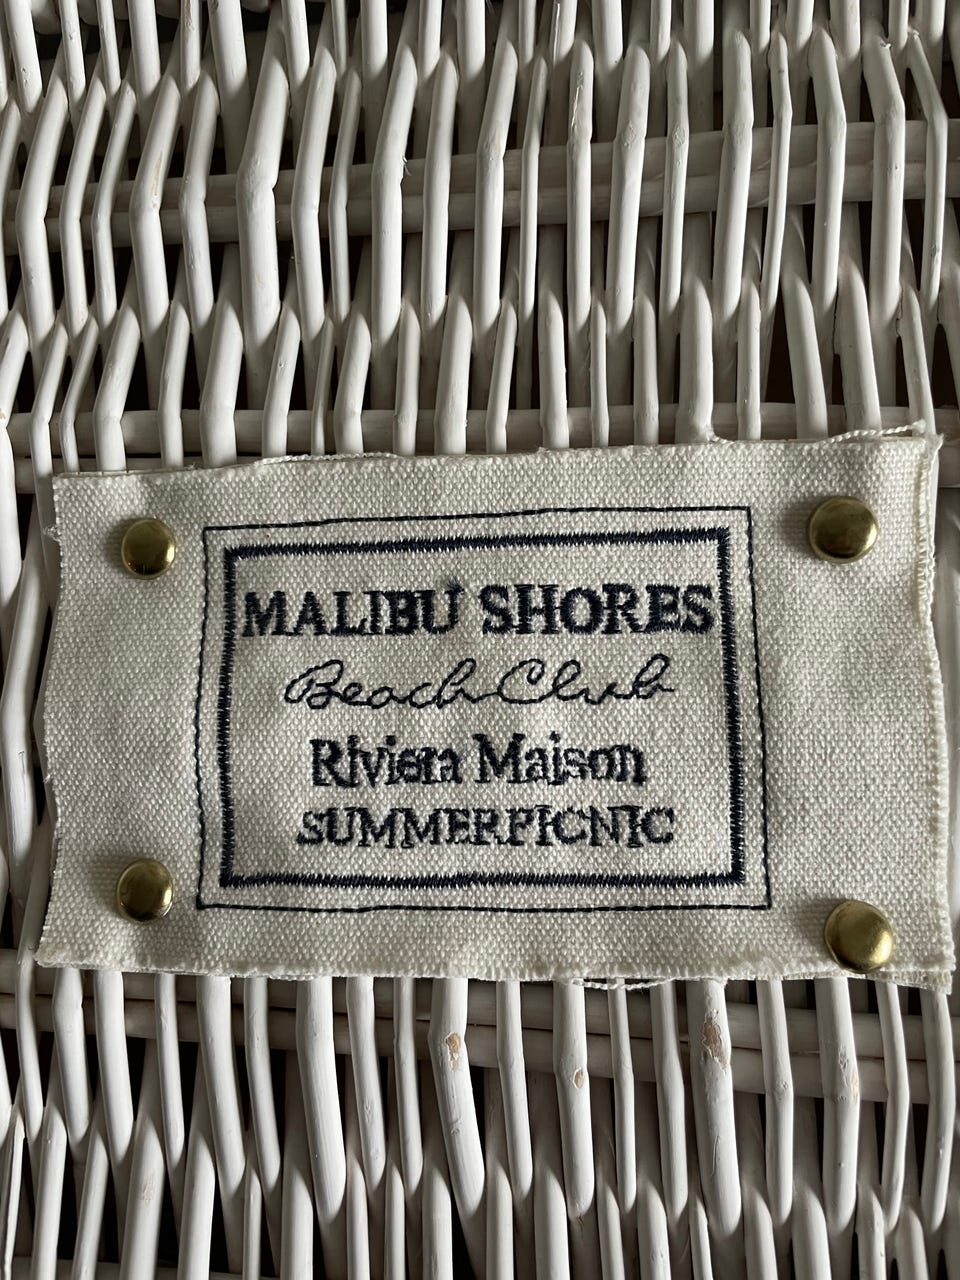 MALIBU SHORES
Beach Club
Riviera Maison
SUMMERPICNIC